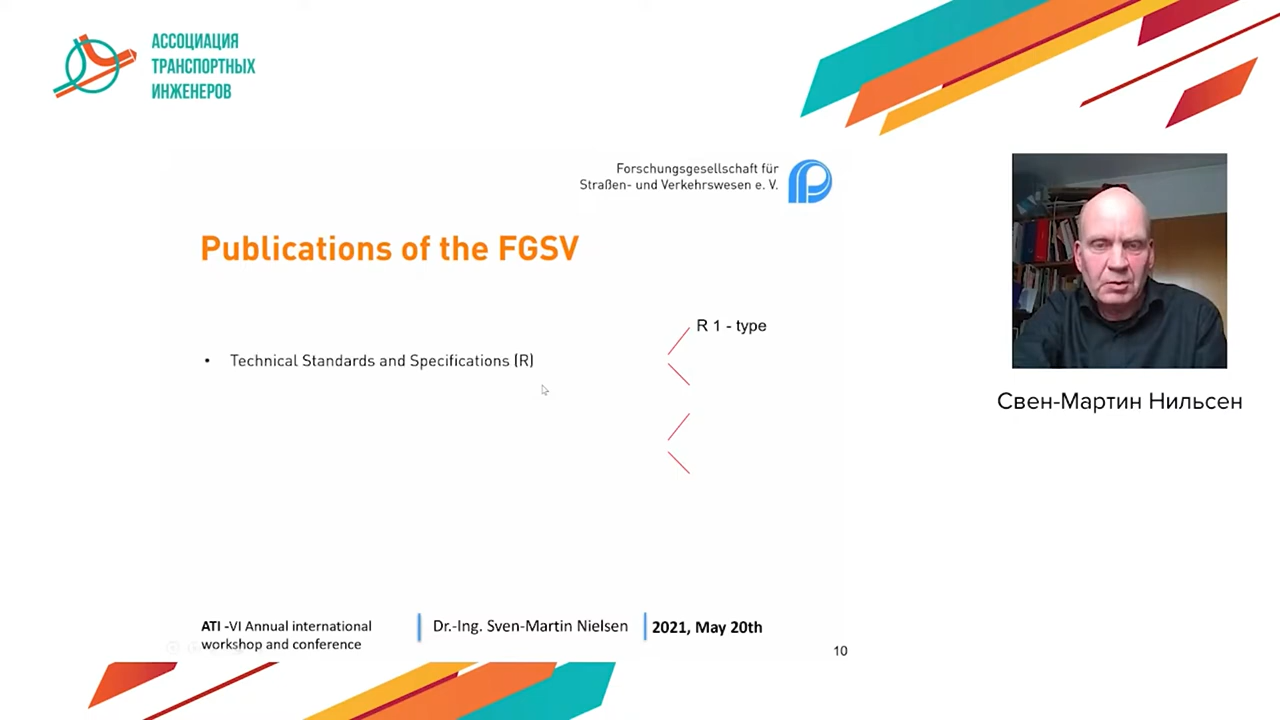 АССОЦИАЦИЯ
ТРАНСПОРТНЫХ
ИНЖЕНЕРОВ
Forschungsgesellschaft für
Straßen- und Verkehrswesen e. V.
Publications of the FGSV
R 1 - type
• Technical Standards and Specifications (R)
Свен-Мартин Нильсен
ATI -VI Annual international
workshop and conference
Dr.-Ing. Sven-Martin Nielsen
2021, May 20th
10